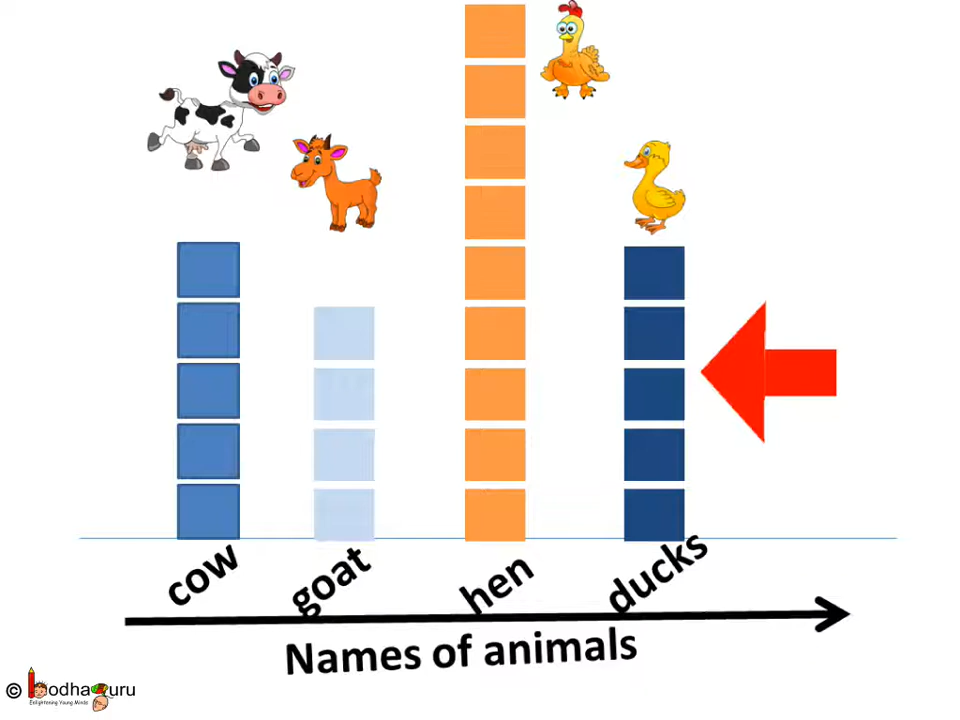 cow goat hen ducks
Names of animals
© bodhaguru
Enlightening Young Minds